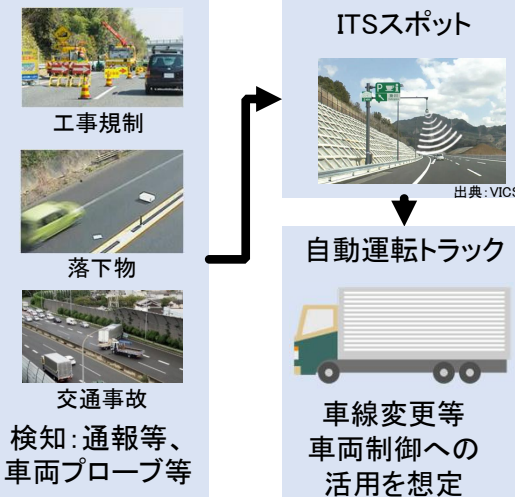 工事規制
落下物
交通事故
検知：通報等、
車両プローブ等
ITSスポット
出典：VICS
自動運転トラック
車線変更等
車両制御への
活用を想定